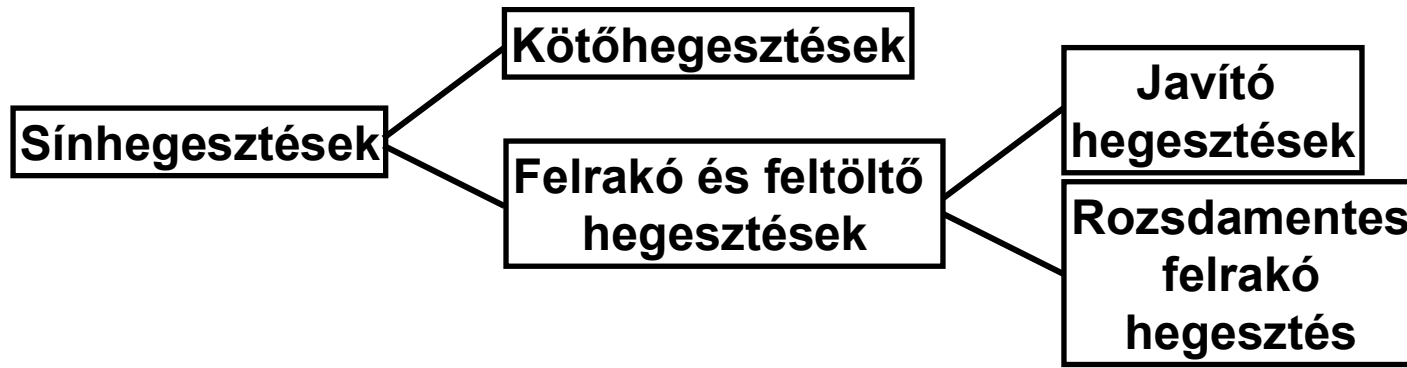 Sínhegesztések
Kötőhegesztések
Felrakó és feltöltő
hegesztések
Javító
hegesztések
Rozsdamentes
felrakó
hegesztés